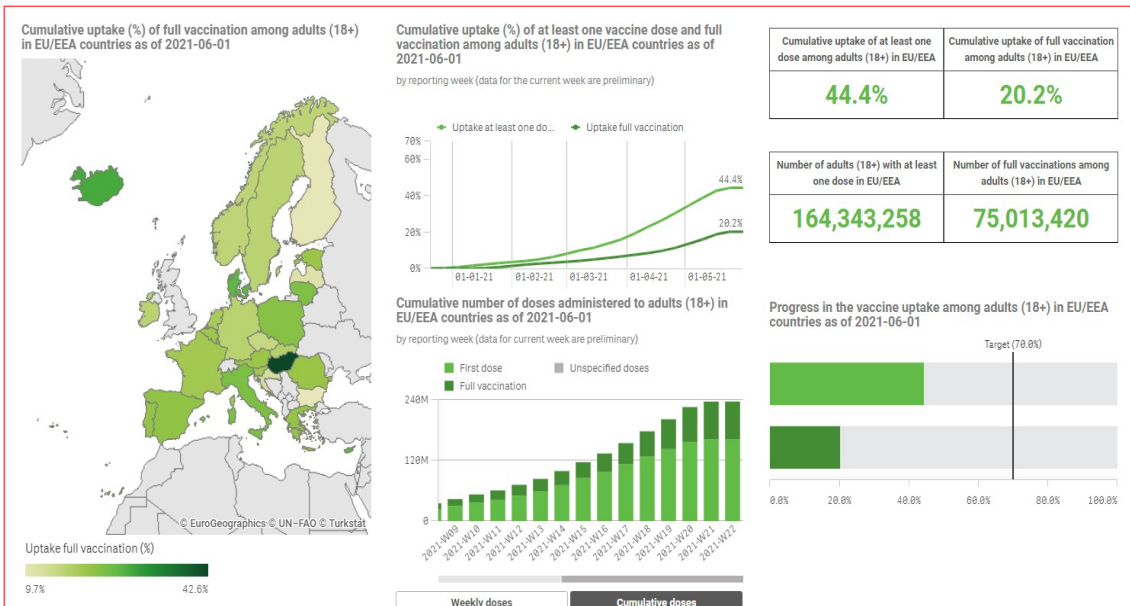 Cumulative uptake (%) of full vaccination among adults (18+)
in EU/EEA countries as of 2021-06-01
© EuroGeographics © UN-FAO © Turkstat
Uptake full vaccination (%)
9.7%
42.6%
Cumulative uptake (%) of at least one vaccine dose and full
vaccination among adults (18+) in EU/EEA countries as of
2021-06-01
by reporting week (data for the current week are preliminary)
Uptake at least one do... Uptake full vaccination
70%
60%
40%
20%
0%
44.4%
20.2%
01-01-21 01-02-21 01-03-21 01-04-21 01-05-21
Cumulative number of doses administered to adults (18+) in
EU/EEA countries as of 2021-06-01
by reporting week (data for current week are preliminary)
First dose Unspecified doses
Full vaccination
240M
120M
0
2021-W09 2021-W10 2021-W11 2021-W12 2021-W13 2021-W14 2021-W15 2021-W16 2021-W17 2021-W18 2021-W19 2021-W20 2021-W21 2021-W22
Weekly doses Cumulative doses
Cumulative uptake of at least one
dose among adults (18+) in EU/EEA
44.4%
Cumulative uptake of full vaccination
among adults (18+) in EU/EEA
20.2%
Number of adults (18+) with at least
one dose in EU/EEA
164,343,258
Number of full vaccinations among
adults (18+) in EU/EEA
75,013,420
Progress in the vaccine uptake among adults (18+) in EU/EEA
countries as of 2021-06-01
Target (70.0%)
0.0% 20.0% 40.0% 60.0% 80.0% 100.0%